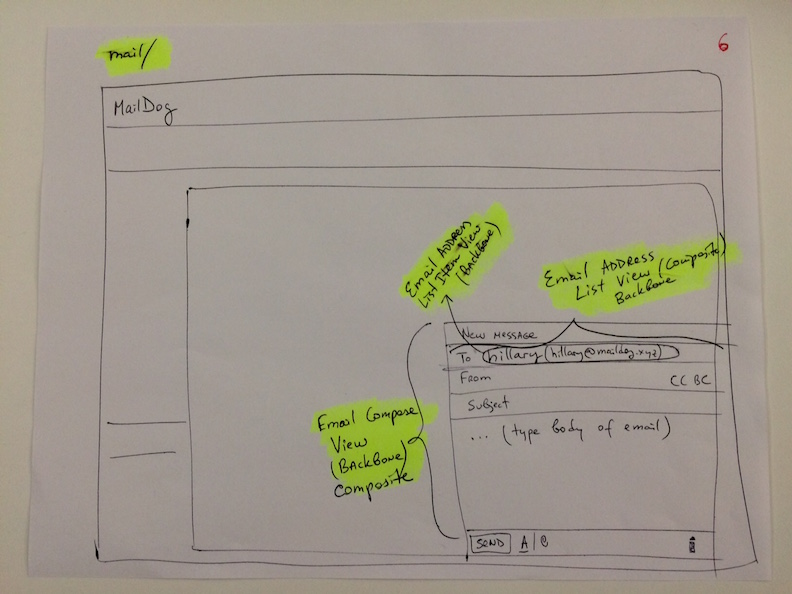 mail/
6
MailDog
Email Address
List Item View
(Backbone)
Email Address
List View (Composite)
Backbone
New Message
To hillary (hillary@maildog.xyz)
From CC BC
Subject
... (type body of email)
Email Compose
View
(Backbone)
Composite
SEND A